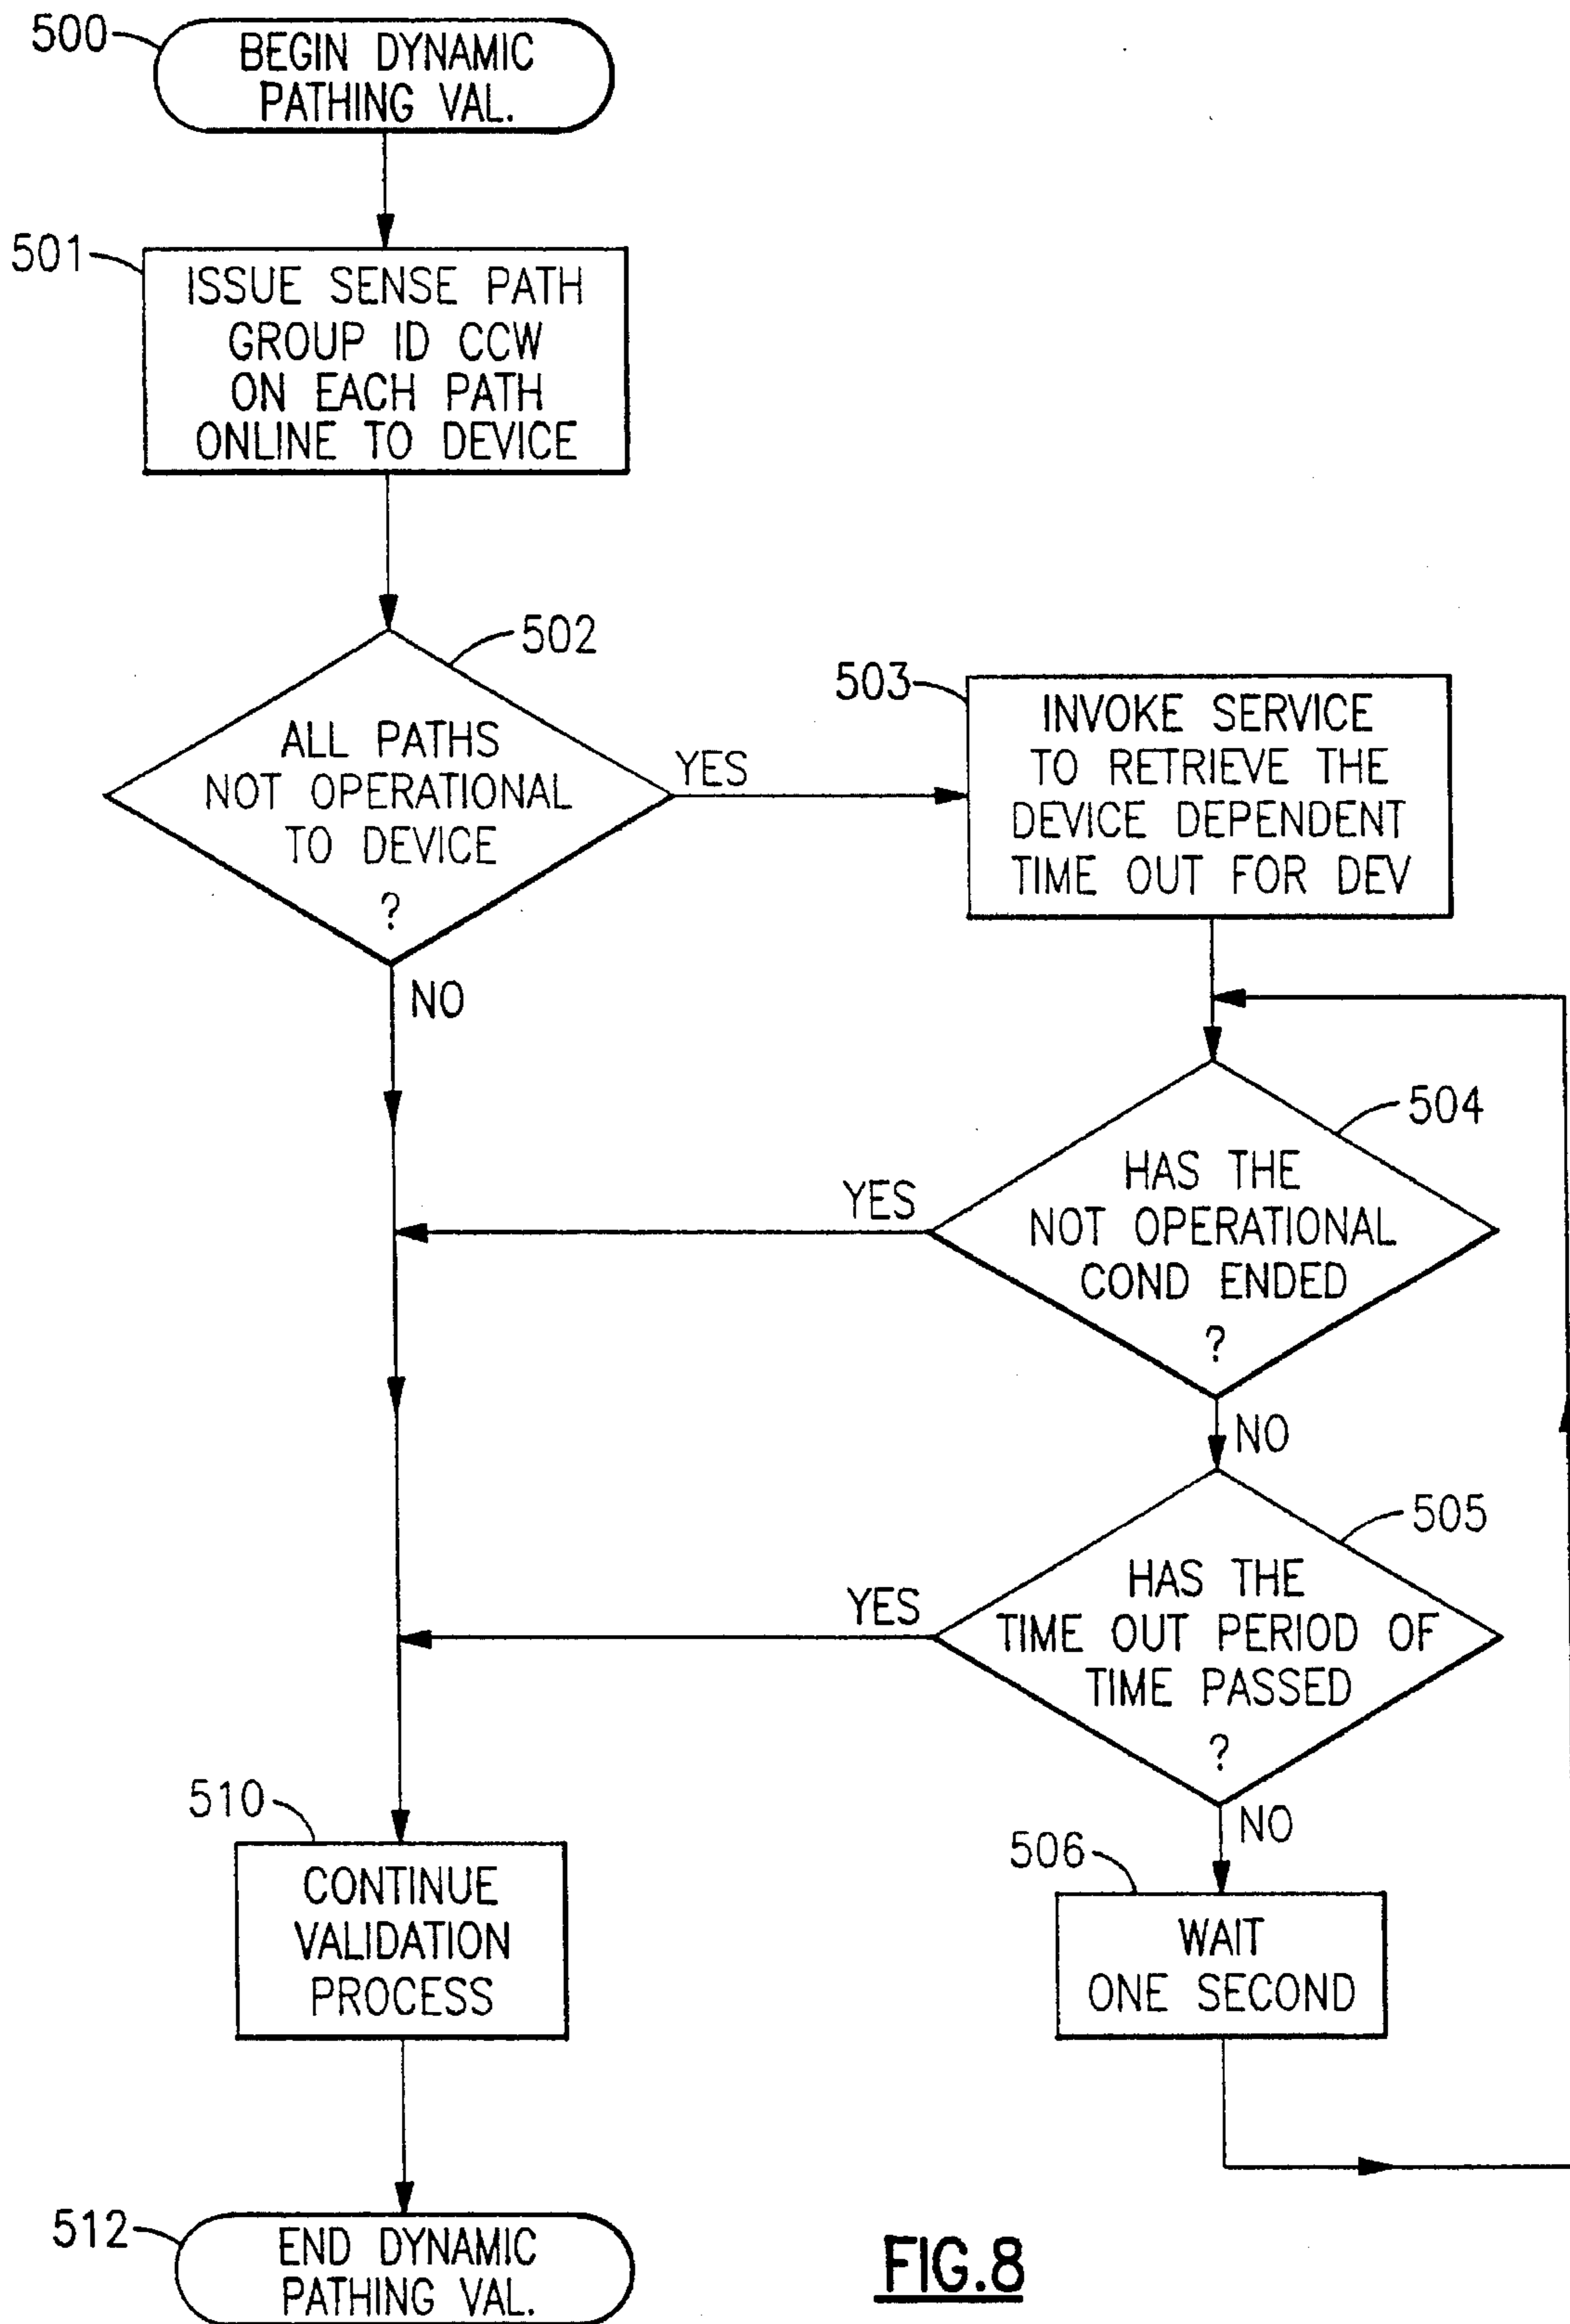 500
BEGIN DYNAMIC
PATHING VAL.
501
ISSUE SENSE PATH
GROUP ID CCW
ON EACH PATH
ONLINE TO DEVICE
502
ALL PATHS
NOT OPERATIONAL
TO DEVICE
?
YES
NO
503
INVOKE SERVICE
TO RETRIEVE THE
DEVICE DEPENDENT
TIME OUT FOR DEV
504
HAS THE
NOT OPERATIONAL
COND ENDED
?
YES
NO
505
HAS THE
TIME OUT PERIOD OF
TIME PASSED
?
YES
NO
506
WAIT
ONE SECOND
510
CONTINUE
VALIDATION
PROCESS
512
END DYNAMIC
PATHING VAL.
FIG.8